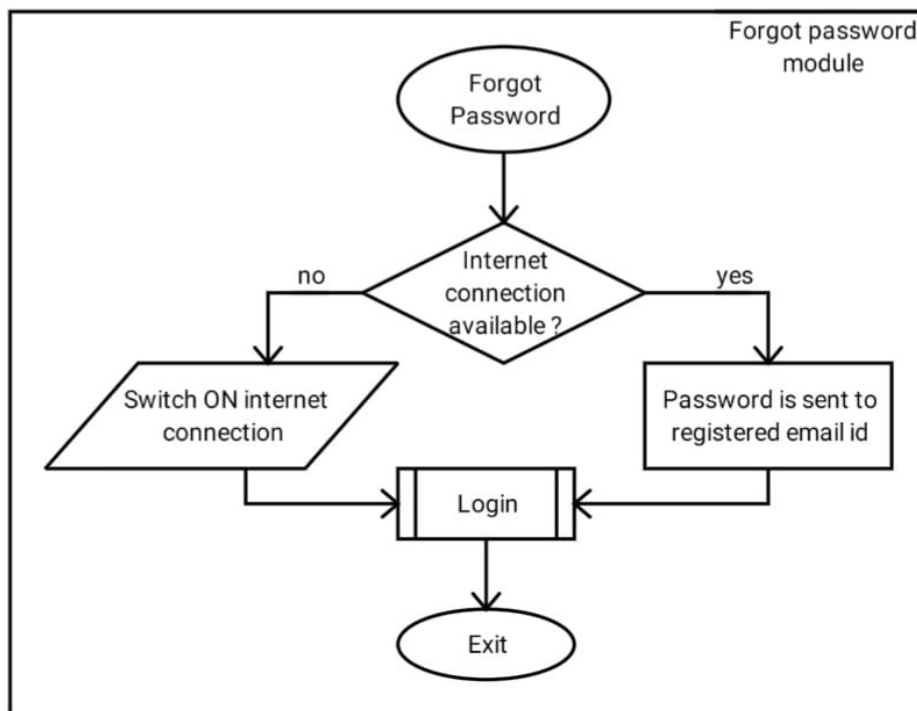 Forgot password
module
Forgot
Password
Internet
connection
available ?
no
yes
Switch ON internet
connection
Password is sent to
registered email id
Login
Exit